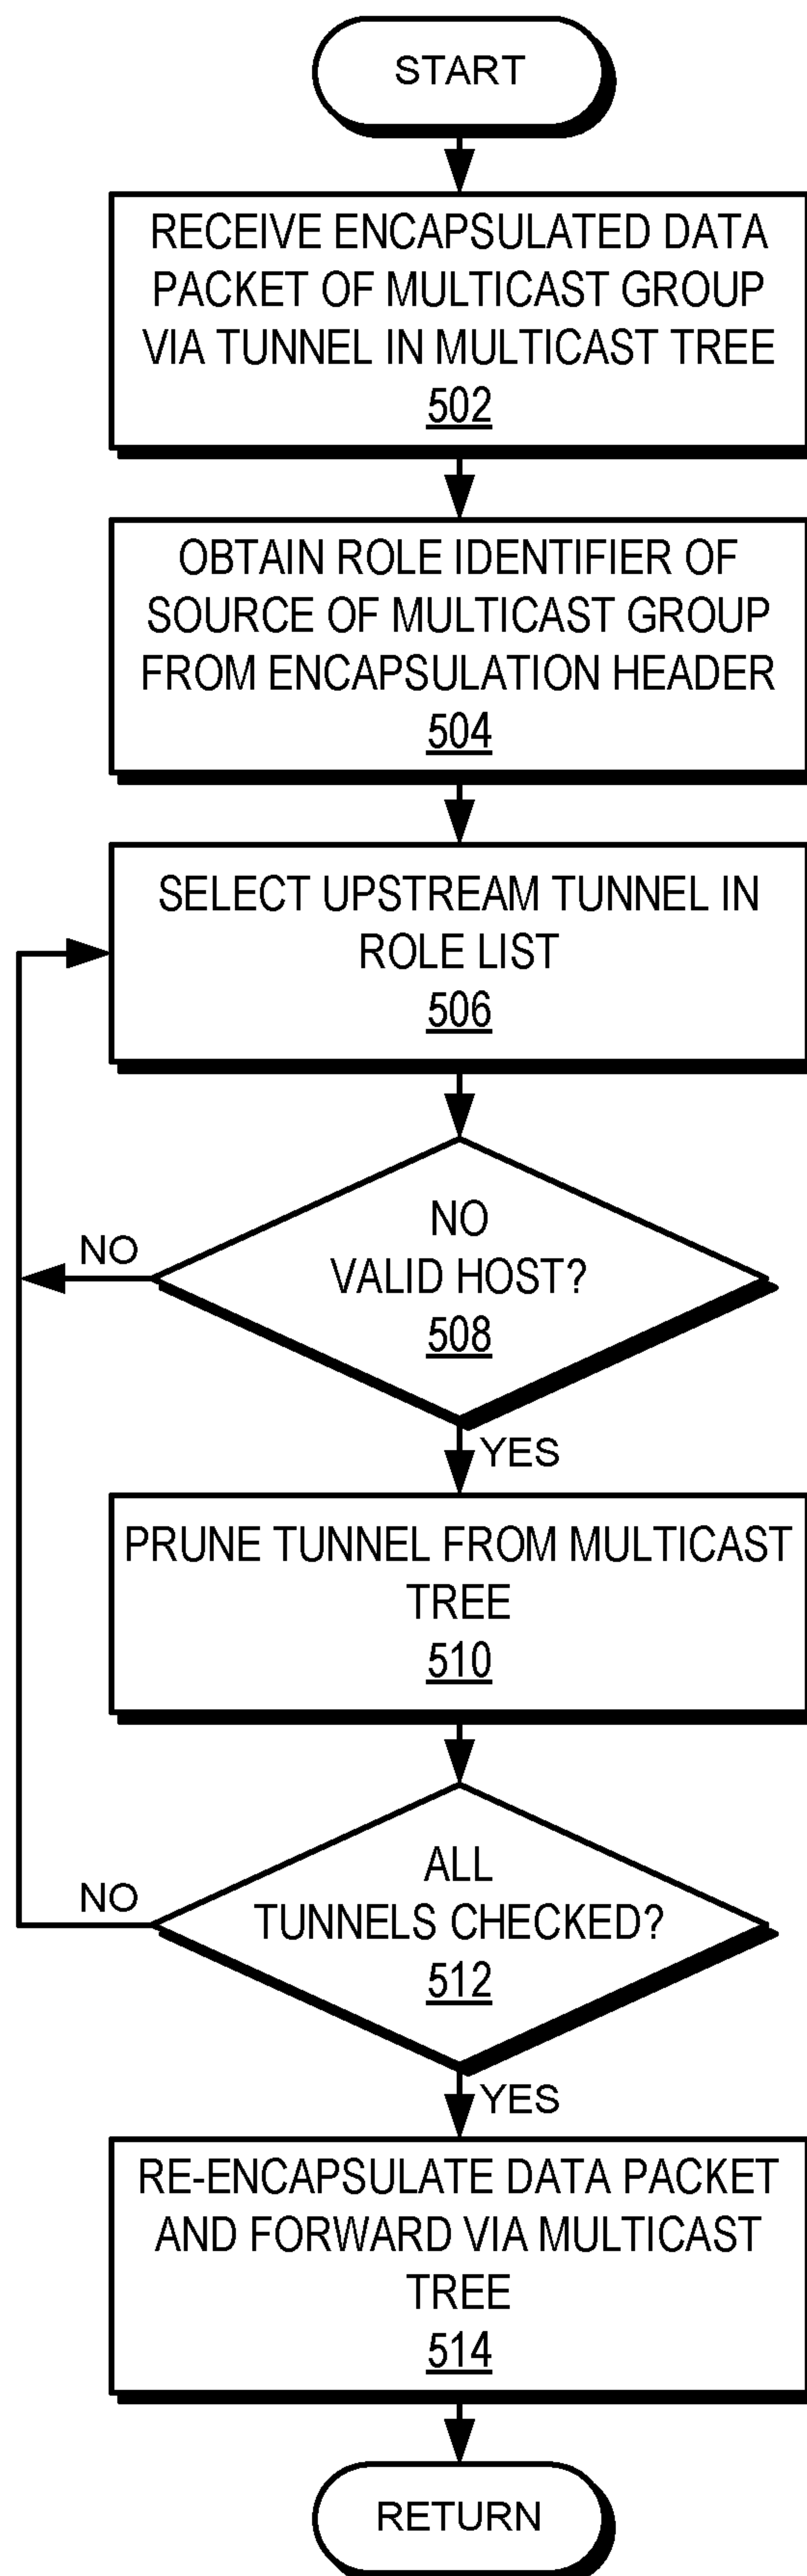 START
RECEIVE ENCAPSULATED DATA
PACKET OF MULTICAST GROUP
VIA TUNNEL IN MULTICAST TREE
502
OBTAIN ROLE IDENTIFIER OF
SOURCE OF MULTICAST GROUP
FROM ENCAPSULATION HEADER
504
SELECT UPSTREAM TUNNEL IN
ROLE LIST
506
NO
NO
VALID HOST?
508
YES
PRUNE TUNNEL FROM MULTICAST
TREE
510
NO
ALL
TUNNELS CHECKED?
512
YES
RE-ENCAPSULATE DATA PACKET
AND FORWARD VIA MULTICAST
TREE
514
RETURN